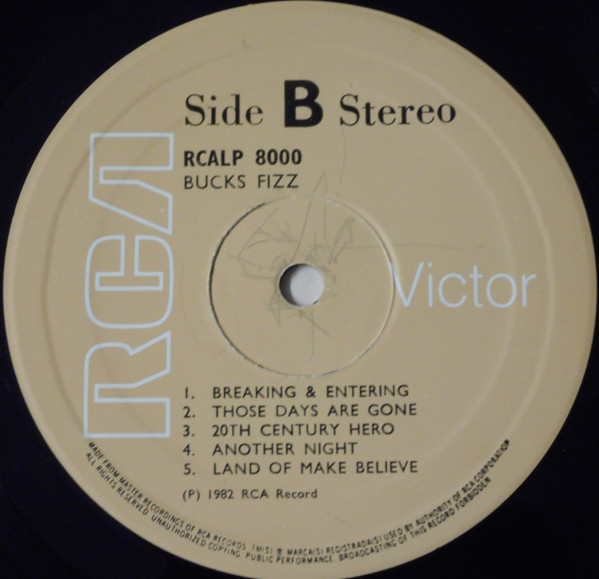 Side B Stereo
RCALP 8000
BUCKS FIZZ
RCA
Victor
1. BREAKING & ENTERING
2. THOSE DAYS ARE GONE
3. 20TH CENTURY HERO
4. ANOTHER NIGHT
5. LAND OF MAKE BELIEVE
(P) 1982 RCA Record
MADE FROM MASTER RECORDINGS OF RCA RECORDS. TM(S) ® MARCA(S) REGISTRADA(S) USED BY AUTHORITY OF RCA CORPORATION
ALL RIGHTS RESERVED. UNAUTHORIZED COPYING, PUBLIC PERFORMANCE, BROADCASTING OF THIS RECORD FORBIDDEN